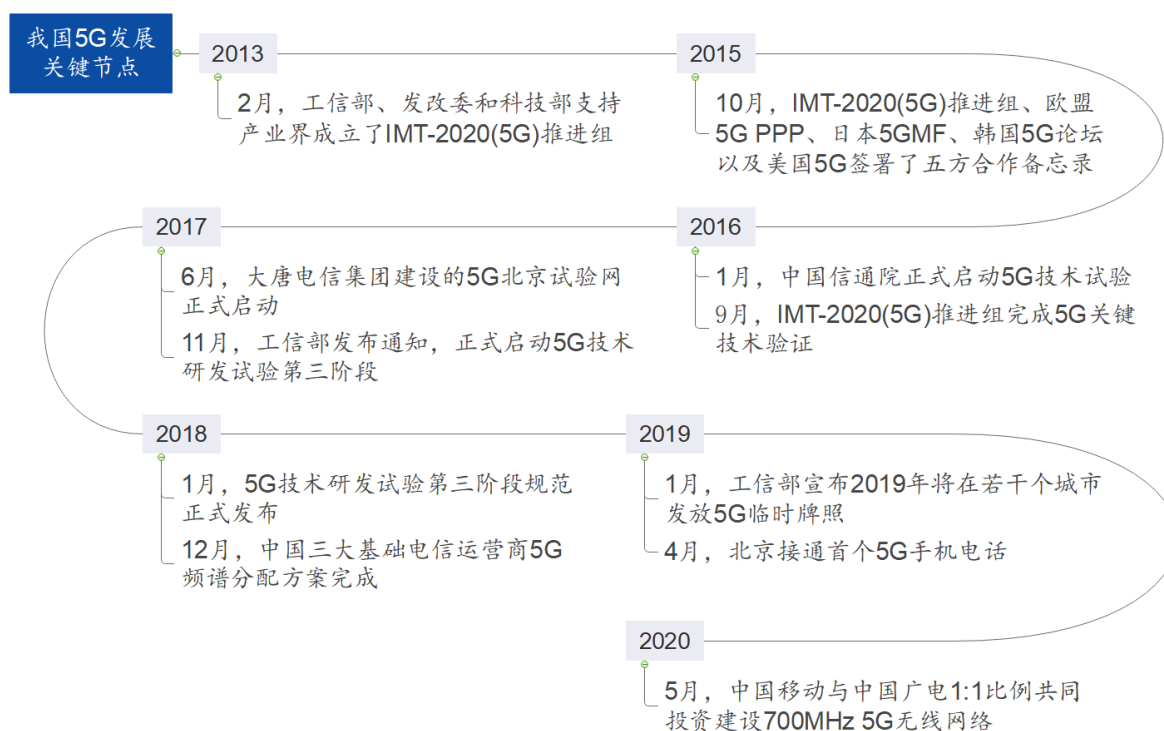 我国5G发展
关键节点
2013
2月，工信部、发改委和科技部支持
产业界成立了IMT-2020(5G)推进组
2015
10月，IMT-2020(5G)推进组、欧盟
5G PPP、日本5GMF、韩国5G论坛
以及美国5G签署了五方合作备忘录
2016
1月，中国信通院正式启动5G技术试验
9月，IMT-2020(5G)推进组完成5G关键
技术验证
2017
6月，大唐电信集团建设的5G北京试验网
正式启动
11月，工信部发布通知，正式启动5G技术
研发试验第三阶段
2018
1月，5G技术研发试验第三阶段规范
正式发布
12月，中国三大基础电信运营商5G
频谱分配方案完成
2019
1月，工信部宣布2019年将在若干个城市
发放5G临时牌照
4月，北京接通首个5G手机电话
2020
5月，中国移动与中国广电1:1比例共同
投资建设700MHz 5G无线网络